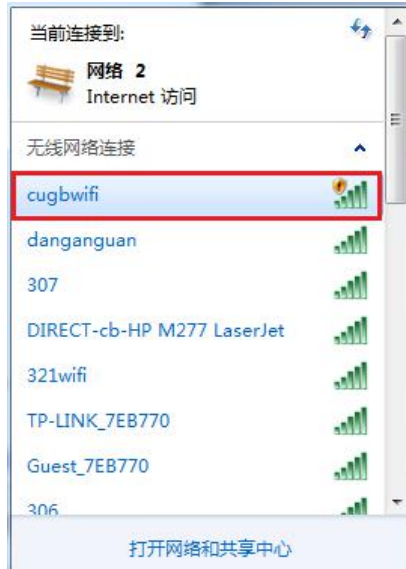 当前连接到:
网络 2
Internet 访问
无线网络连接
cugbwifi
danganguan
307
DIRECT-cb-HP M277 LaserJet
321wifi
TP-LINK_7EB770
Guest_7EB770
306
打开网络和共享中心